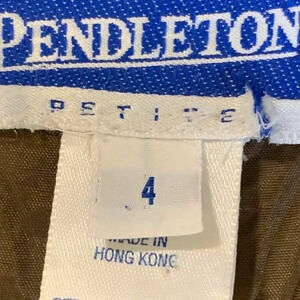 PENDLETON
PETITE
4
MADE IN
HONG KONG